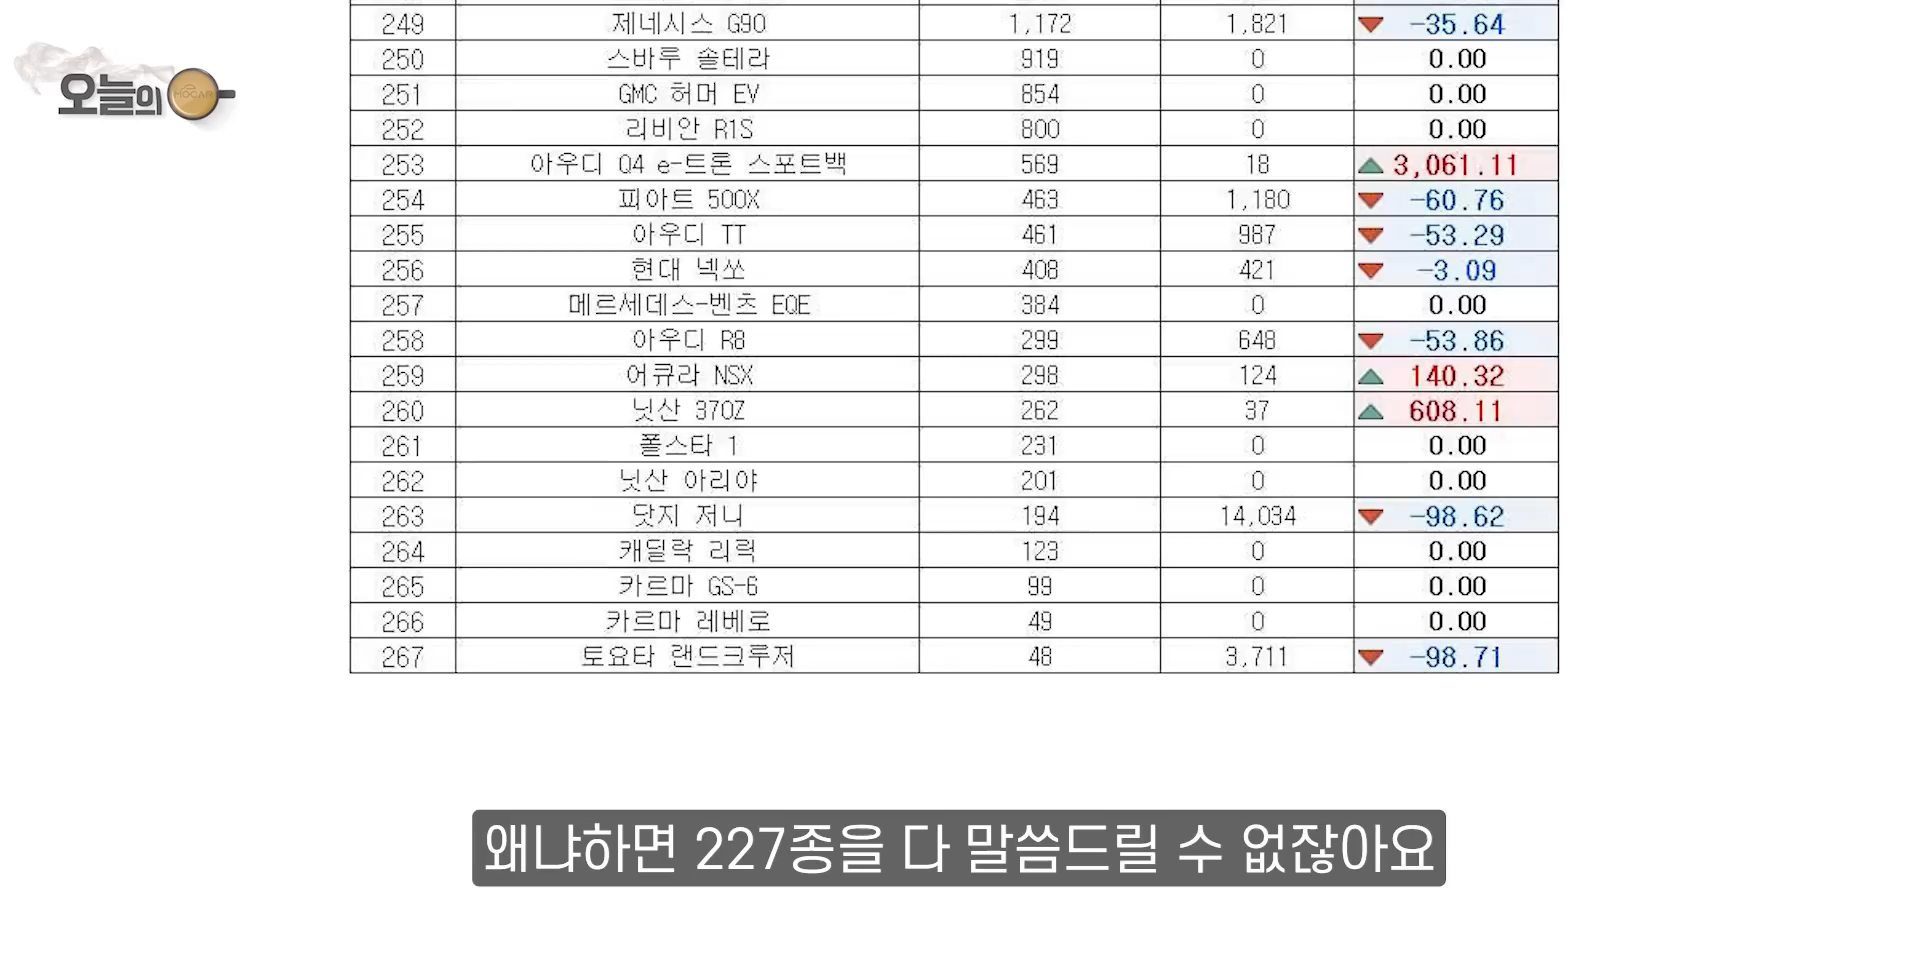 249 제네시스 G90 1,172 1,821 ▼ -35.64
250 스바루 솔테라 919 0 0.00
251 GMC 허머 EV 854 0 0.00
252 리비안 R1S 800 0 0.00
253 아우디 Q4 e-트론 스포트백 569 18 ▲ 3,061.11
254 피아트 500X 463 1,180 ▼ -60.76
255 아우디 TT 461 987 ▼ -53.29
256 현대 넥쏘 408 421 ▼ -3.09
257 메르세데스-벤츠 EQE 384 0 0.00
258 아우디 R8 299 648 ▼ -53.86
259 어큐라 NSX 298 124 ▲ 140.32
260 닛산 370Z 262 37 ▲ 608.11
261 폴스타 1 231 0 0.00
262 닛산 아리야 201 0 0.00
263 닷지 저니 194 14,034 ▼ -98.62
264 캐딜락 리릭 123 0 0.00
265 카르마 GS-6 99 0 0.00
266 카르마 레베로 49 0 0.00
267 토요타 랜드크루저 48 3,711 ▼ -98.71
오늘의
HOCAR
왜냐하면 227종을 다 말씀드릴 수 없잖아요